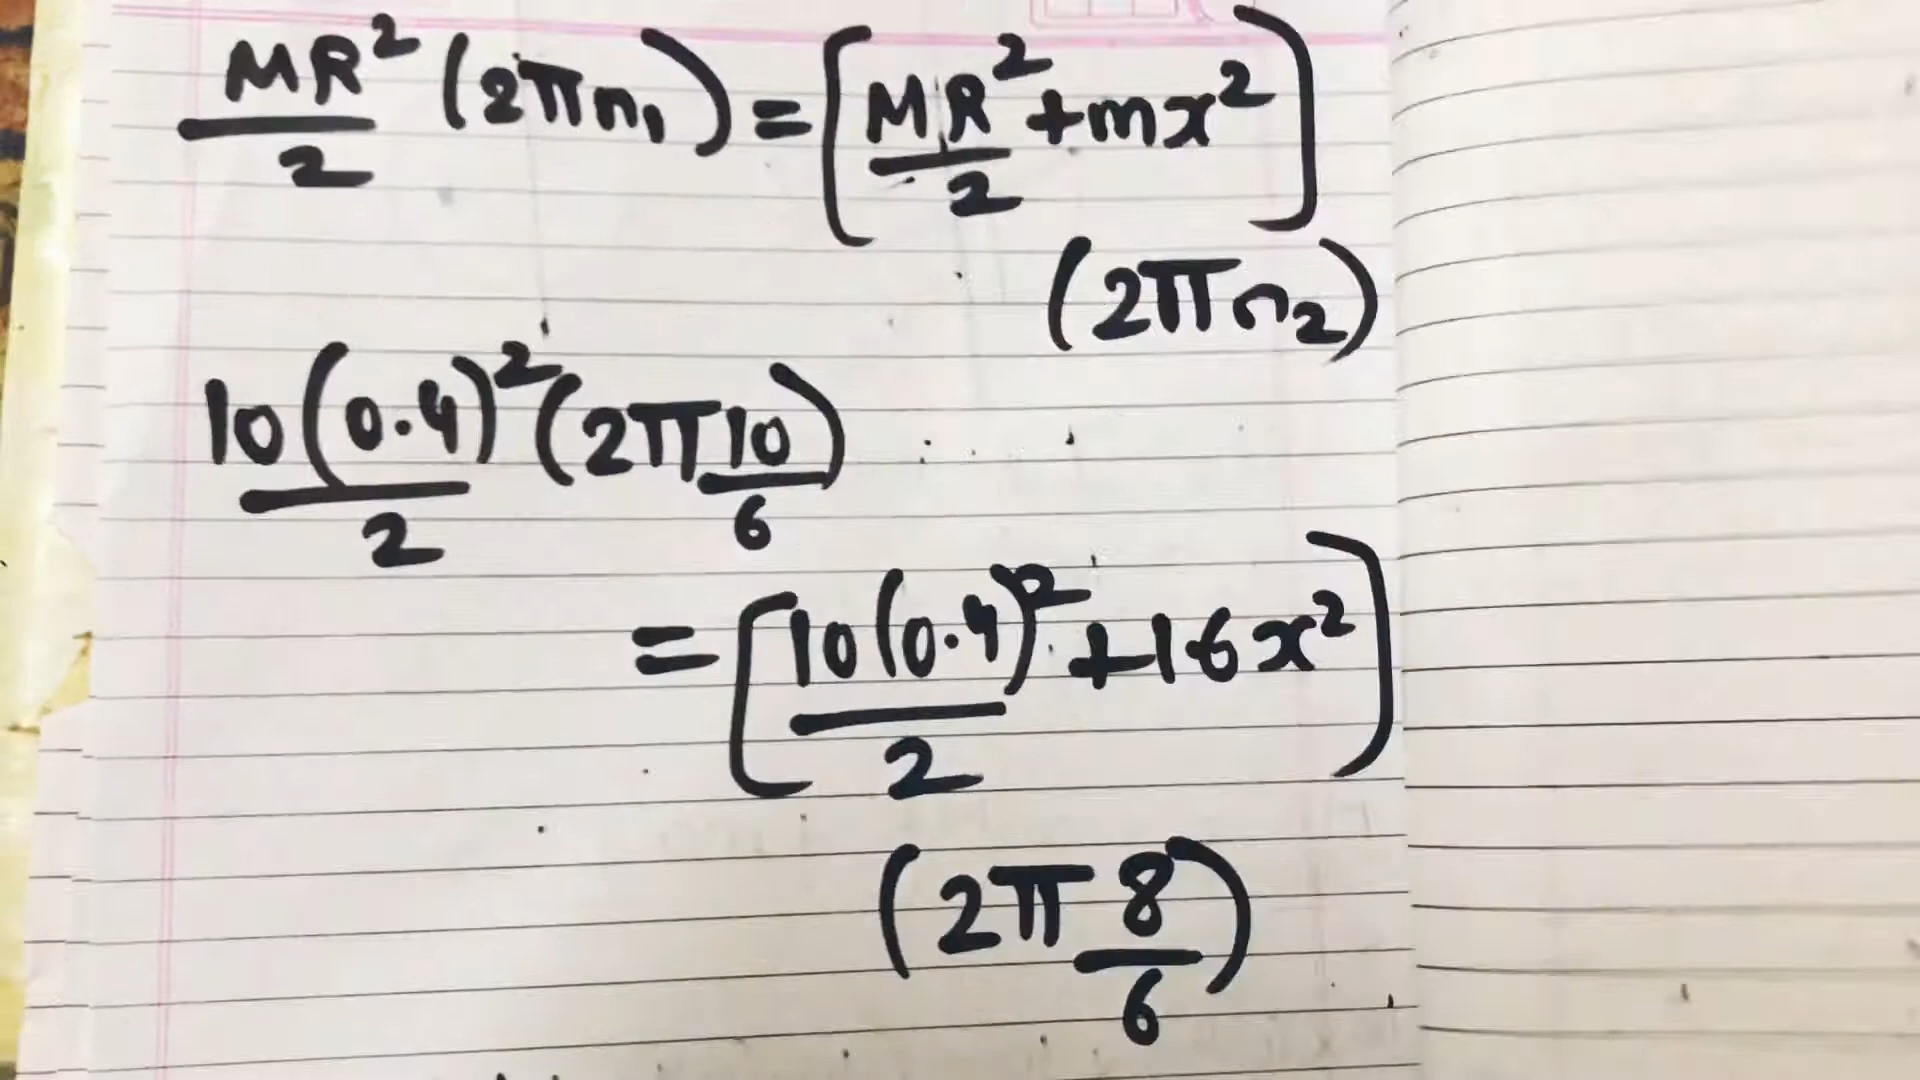 MR²/2 (2πn₁) = [MR²/2 + mx²]
(2πn₂)
10(0.4)²/2 (2π 10/6)
= [10(0.4)²/2 + 1.6x²]
(2π 8/6)